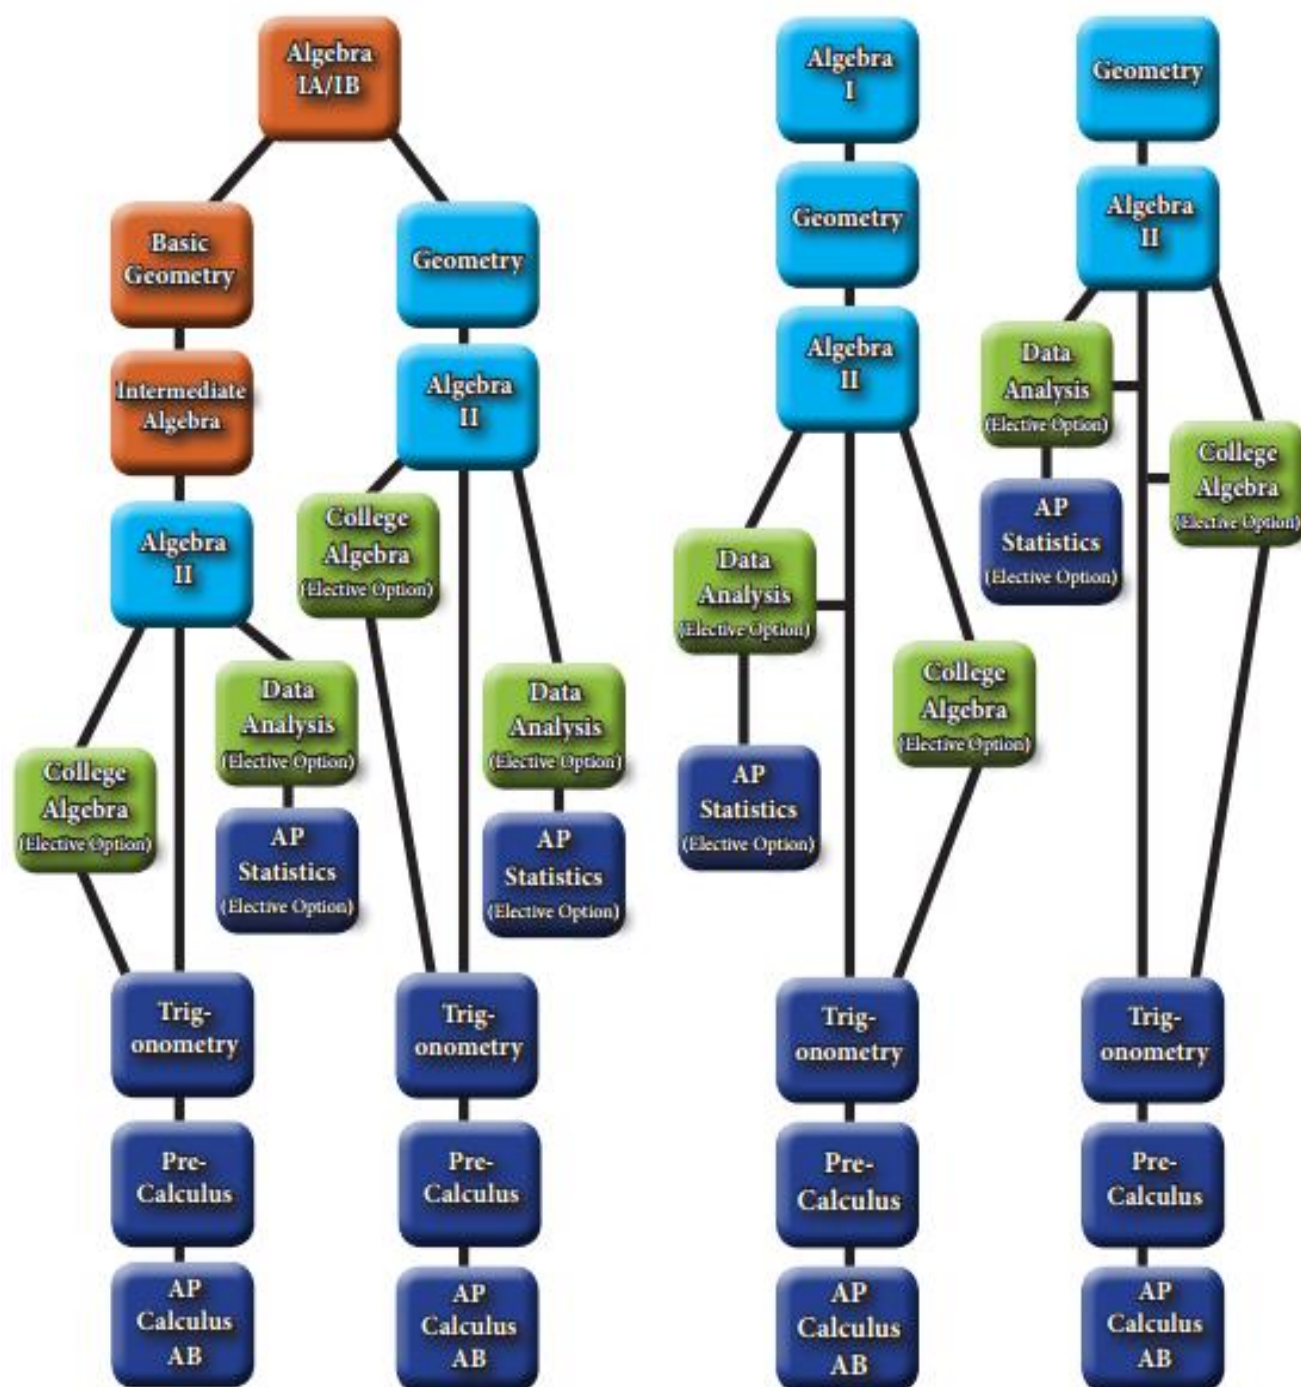 Algebra
IA/IB
Basic
Geometry
Intermediate
Algebra
Algebra
II
College
Algebra
(Elective Option)
Data
Analysis
(Elective Option)
AP
Statistics
(Elective Option)
Trig-
onometry
Pre-
Calculus
AP
Calculus
AB
Geometry
Algebra
II
College
Algebra
(Elective Option)
Data
Analysis
(Elective Option)
AP
Statistics
(Elective Option)
Trig-
onometry
Pre-
Calculus
AP
Calculus
AB
Algebra
I
Geometry
Algebra
II
Data
Analysis
(Elective Option)
AP
Statistics
(Elective Option)
College
Algebra
(Elective Option)
Trig-
onometry
Pre-
Calculus
AP
Calculus
AB
Geometry
Algebra
II
Data
Analysis
(Elective Option)
AP
Statistics
(Elective Option)
College
Algebra
(Elective Option)
Trig-
onometry
Pre-
Calculus
AP
Calculus
AB